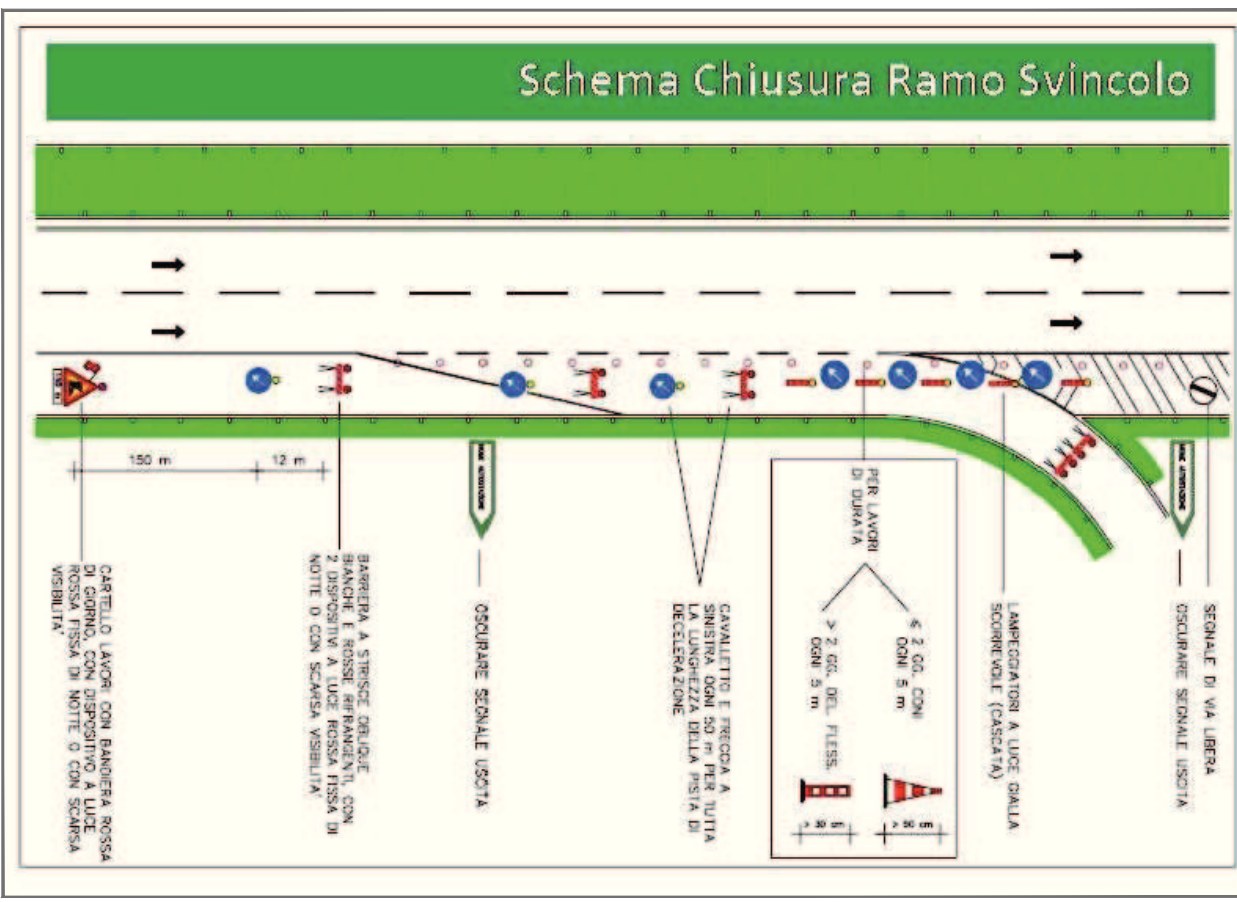 Schema Chiusura Ramo Svincolo
150 m
12 m
CARTELLO LAVORI CON BANDIERA ROSSA
DI GIORNO, CON DISPOSITIVO A LUCE
ROSSA FISSA DI NOTTE O CON SCARSA
VISIBILITA'
BARRIERA A STRISCE OBLIQUE
BIANCHE E ROSSE RIFRANGENTI, CON
2 DISPOSITIVI A LUCE ROSSA FISSA DI
NOTTE O CON SCARSA VISIBILITA'
OSCURARE SEGNALE USCITA
CAVALLETTO E FRECCIA A
SINISTRA OGNI 50 m PER TUTTA
LA LUNGHEZZA DELLA PISTA DI
DECELERAZIONE
PER LAVORI
DI DURATA
≤ 2 GG. CONI
OGNI 5 m
> 2 GG. DEL FLESS.
OGNI 5 m
> 50 cm
> 30 cm
LAMPEGGIATORI A LUCE GIALLA
SCORREVOLE (CASCATA)
OSCURARE SEGNALE USCITA
SEGNALE DI VIA LIBERA